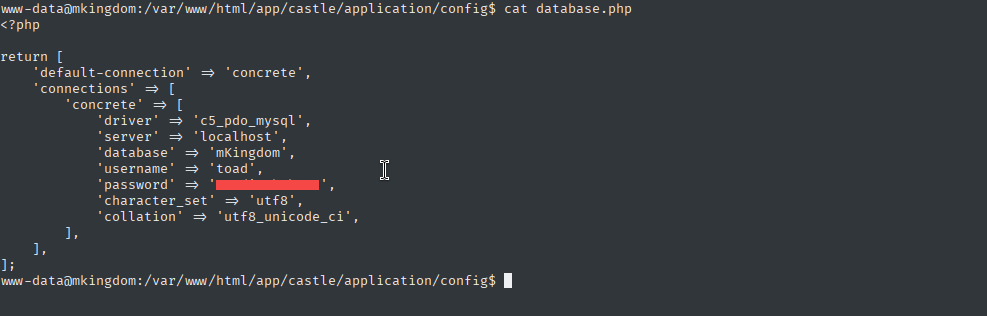 www-data@mkingdom:/var/www/html/app/castle/application/config$ cat database.php
<?php
return [
    'default-connection' => 'concrete',
    'connections' => [
        'concrete' => [
            'driver' => 'c5_pdo_mysql',
            'server' => 'localhost',
            'database' => 'mKingdom',
            'username' => 'toad',
            'password' => '',
            'character_set' => 'utf8',
            'collation' => 'utf8_unicode_ci',
        ],
    ],
];
www-data@mkingdom:/var/www/html/app/castle/application/config$